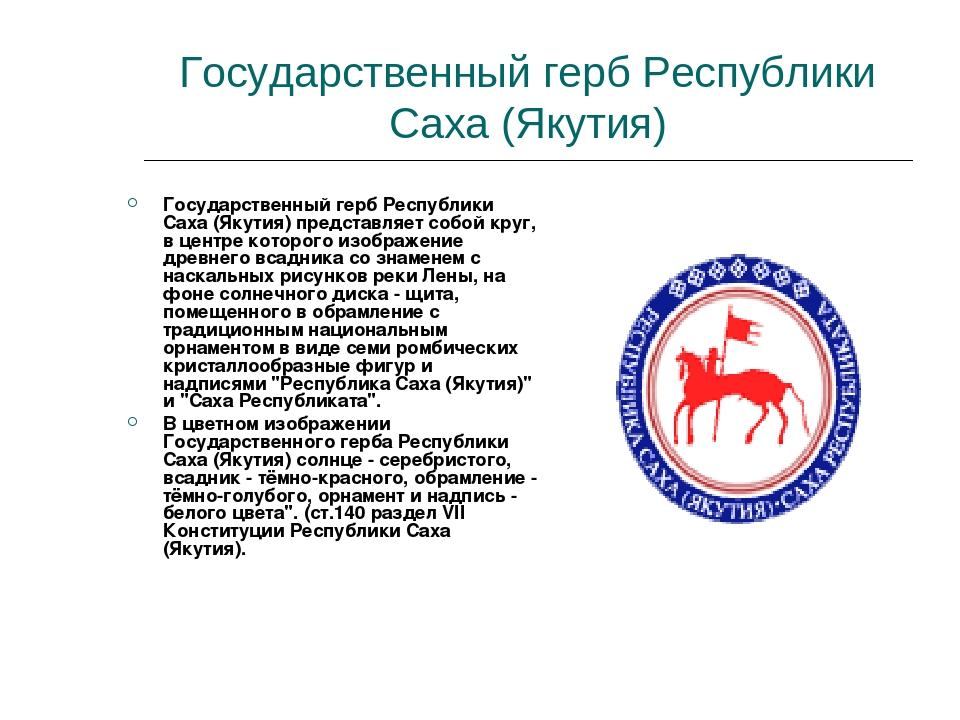 Государственный герб Республики
Саха (Якутия)
Государственный герб Республики
Саха (Якутия) представляет собой круг,
в центре которого изображение
древнего всадника со знаменем с
наскальных рисунков реки Лены, на
фоне солнечного диска - щита,
помещенного в обрамление с
традиционным национальным
орнаментом в виде семи ромбических
кристаллообразные фигур и
надписями "Республика Саха (Якутия)"
и "Саха Республиката".
В цветном изображении
Государственного герба Республики
Саха (Якутия) солнце - серебристого,
всадник - тёмно-красного, обрамление -
тёмно-голубого, орнамент и надпись -
белого цвета". (ст.140 раздел VII
Конституции Республики Саха
(Якутия).
РЕСПУБЛИКА САХА (ЯКУТИЯ)•САХА РЕСПУБЛИКАТА